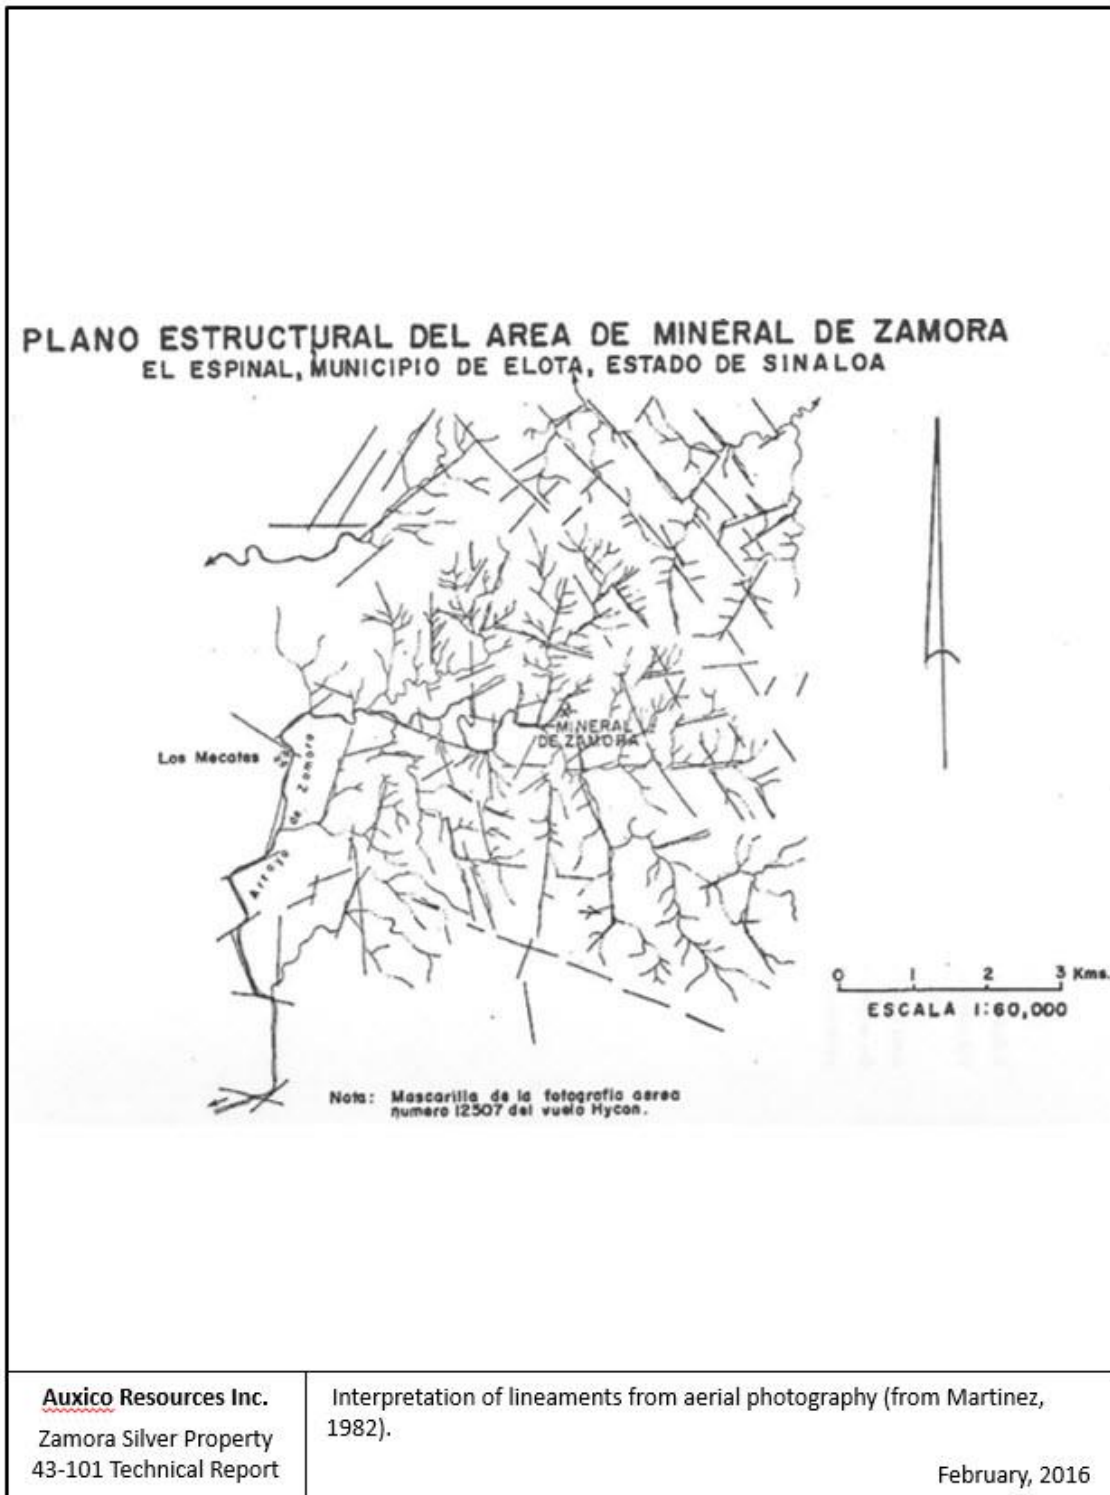 PLANO ESTRUCTURAL DEL AREA DE MINERAL DE ZAMORA
EL ESPINAL, MUNICIPIO DE ELOTA, ESTADO DE SINALOA
MINERAL
DE ZAMORA
Los Mecates
Arroyo de Zamora
0 1 2 3 Kms.
ESCALA 1:60,000
Nota: Mascarilla de la fotografia aerea
numero 12507 del vuelo Hycon.
Auxico Resources Inc.
Zamora Silver Property
43-101 Technical Report
Interpretation of lineaments from aerial photography (from Martinez,
1982).
February, 2016